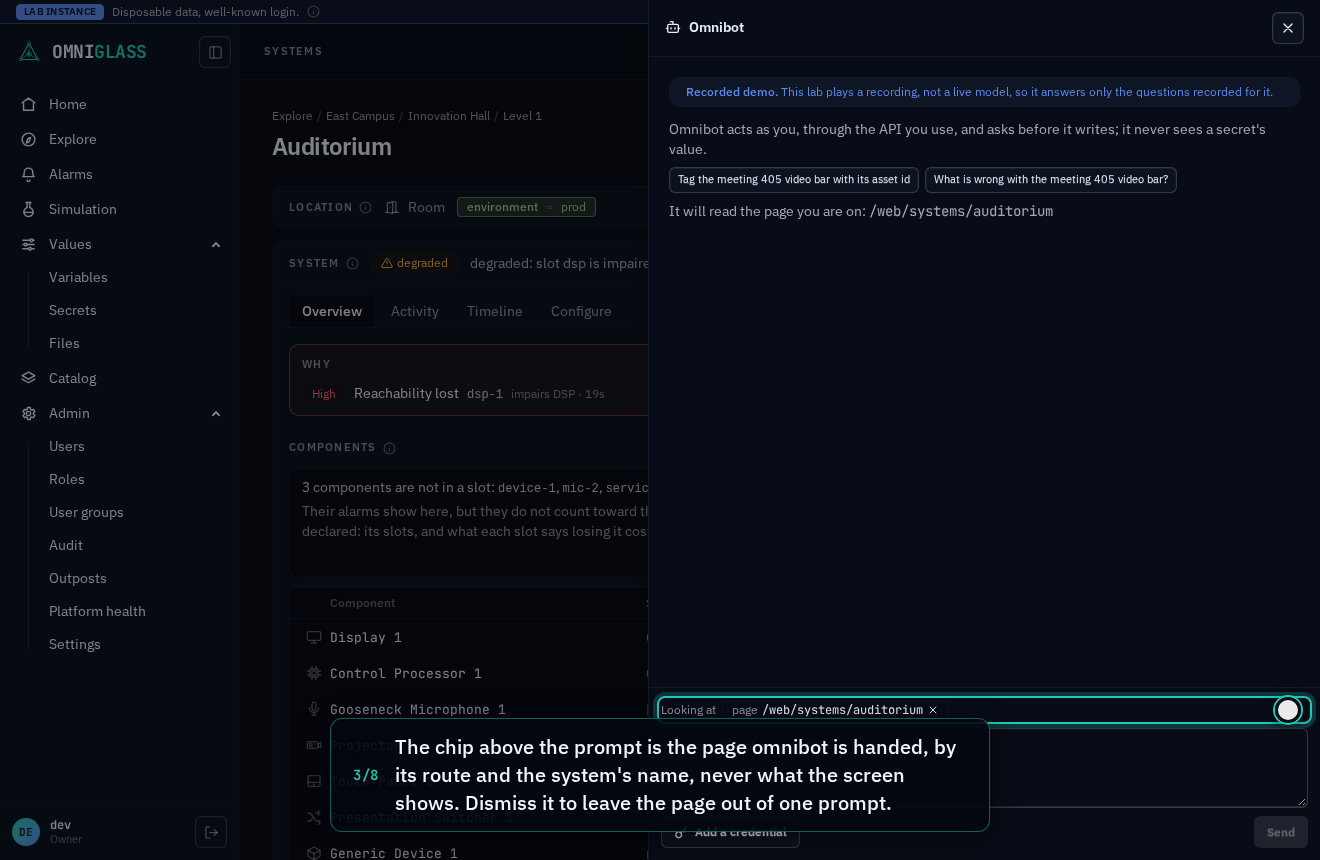 LAB INSTANCE Disposable data, well-known login.
OMNIGLASS
Home
Explore
Alarms
Simulation
Values
Variables
Secrets
Files
Catalog
Admin
Users
Roles
User groups
Audit
Outposts
Platform health
Settings
DE dev
Owner
SYSTEMS
Explore / East Campus / Innovation Hall / Level 1
Auditorium
LOCATION Room environment = prod
SYSTEM degraded degraded: slot dsp is impaire
Overview Activity Timeline Configure
WHY
High Reachability lost dsp-1 impairs DSP · 19s
COMPONENTS
3 components are not in a slot: device-1, mic-2, servic
Their alarms show here, but they do not count toward th
declared: its slots, and what each slot says losing it cos
Component
Display 1
Control Processor 1
Gooseneck Microphone 1
Presentation Switcher 1
Generic Device 1
Omnibot
Recorded demo. This lab plays a recording, not a live model, so it answers only the questions recorded for it.
Omnibot acts as you, through the API you use, and asks before it writes; it never sees a secret's
value.
Tag the meeting 405 video bar with its asset id
What is wrong with the meeting 405 video bar?
It will read the page you are on: /web/systems/auditorium
Looking at page /web/systems/auditorium
3/8
The chip above the prompt is the page omnibot is handed, by
its route and the system's name, never what the screen
shows. Dismiss it to leave the page out of one prompt.
Add a credential
Send